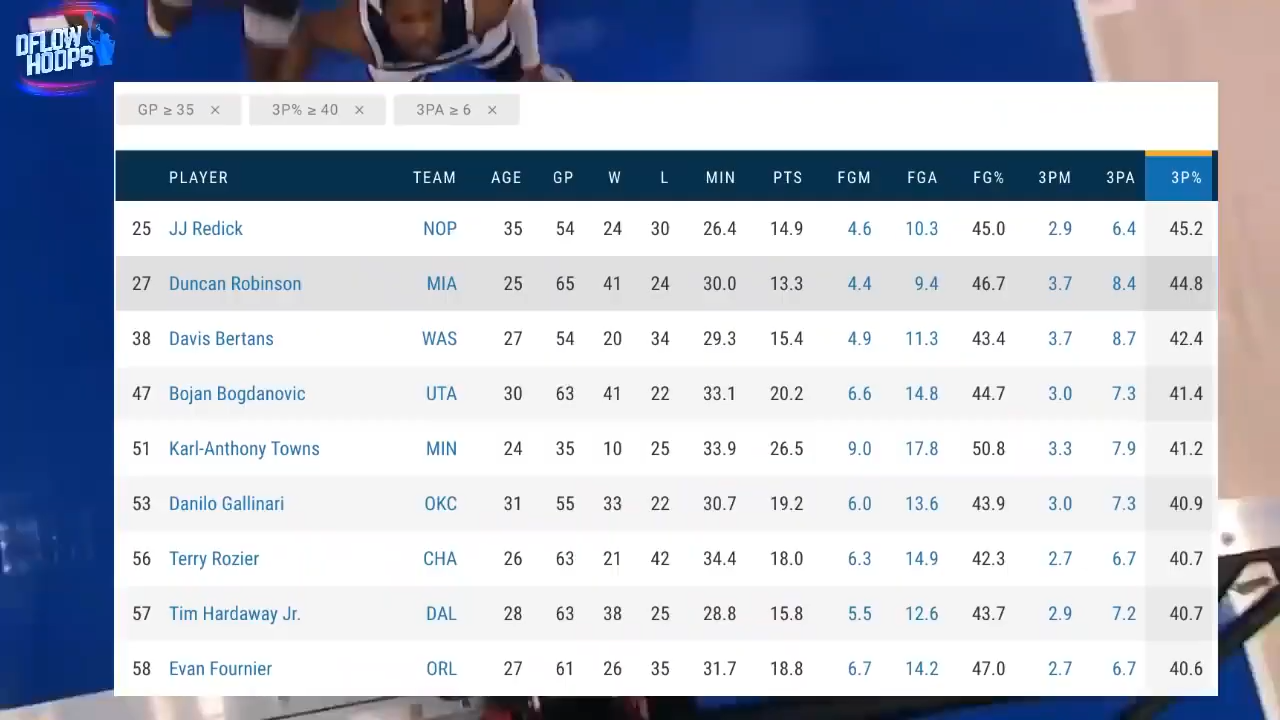 DFLOW
HOOPS
GP ≥ 35 × 3P% ≥ 40 × 3PA ≥ 6 ×
PLAYER TEAM AGE GP W L MIN PTS FGM FGA FG% 3PM 3PA 3P%
25 JJ Redick NOP 35 54 24 30 26.4 14.9 4.6 10.3 45.0 2.9 6.4 45.2
27 Duncan Robinson MIA 25 65 41 24 30.0 13.3 4.4 9.4 46.7 3.7 8.4 44.8
38 Davis Bertans WAS 27 54 20 34 29.3 15.4 4.9 11.3 43.4 3.7 8.7 42.4
47 Bojan Bogdanovic UTA 30 63 41 22 33.1 20.2 6.6 14.8 44.7 3.0 7.3 41.4
51 Karl-Anthony Towns MIN 24 35 10 25 33.9 26.5 9.0 17.8 50.8 3.3 7.9 41.2
53 Danilo Gallinari OKC 31 55 33 22 30.7 19.2 6.0 13.6 43.9 3.0 7.3 40.9
56 Terry Rozier CHA 26 63 21 42 34.4 18.0 6.3 14.9 42.3 2.7 6.7 40.7
57 Tim Hardaway Jr. DAL 28 63 38 25 28.8 15.8 5.5 12.6 43.7 2.9 7.2 40.7
58 Evan Fournier ORL 27 61 26 35 31.7 18.8 6.7 14.2 47.0 2.7 6.7 40.6